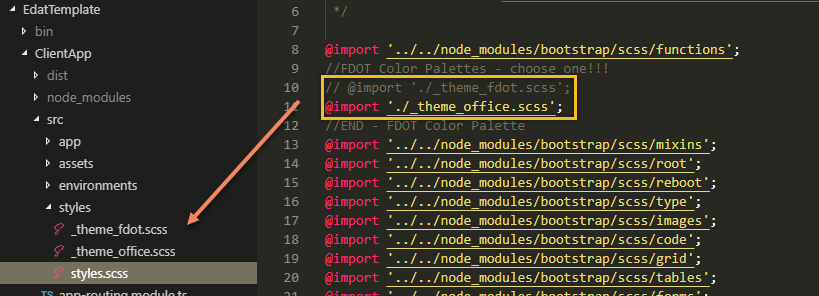 EdatTemplate
bin
ClientApp
dist
node_modules
src
app
assets
environments
styles
_theme_fdot.scss
_theme_office.scss
styles.scss
TS app-routing.module.ts
6 */
7
8 @import '../../node_modules/bootstrap/scss/functions';
9 //FDOT Color Palettes - choose one!!!
10 // @import './_theme_fdot.scss';
11 @import './_theme_office.scss';
12 //END - FDOT Color Palette
13 @import '../../node_modules/bootstrap/scss/mixins';
14 @import '../../node_modules/bootstrap/scss/root';
15 @import '../../node_modules/bootstrap/scss/reboot';
16 @import '../../node_modules/bootstrap/scss/type';
17 @import '../../node_modules/bootstrap/scss/images';
18 @import '../../node_modules/bootstrap/scss/code';
19 @import '../../node_modules/bootstrap/scss/grid';
20 @import '../../node_modules/bootstrap/scss/tables';
21 @import '../../node_modules/bootstrap/scss/forms';